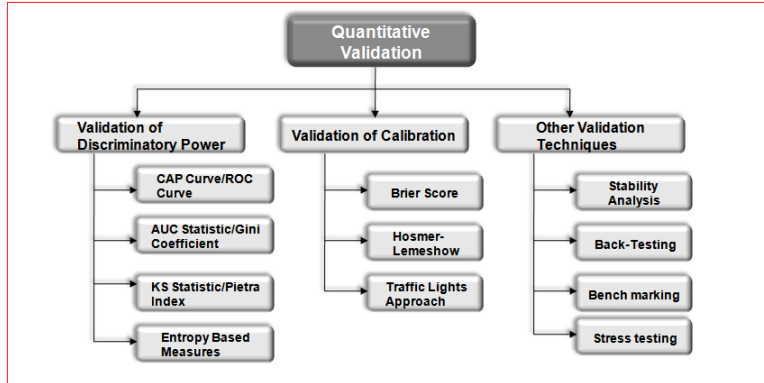 Quantitative
Validation
Validation of
Discriminatory Power
CAP Curve/ROC
Curve
AUC Statistic/Gini
Coefficient
KS Statistic/Pietra
Index
Entropy Based
Measures
Validation of Calibration
Brier Score
Hosmer-
Lemeshow
Traffic Lights
Approach
Other Validation
Techniques
Stability
Analysis
Back-Testing
Bench marking
Stress testing